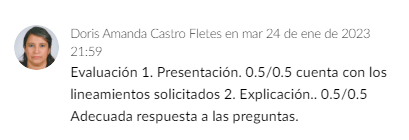 Doris Amanda Castro Fletes en mar 24 de ene de 2023
21:59
Evaluación 1. Presentación. 0.5/0.5 cuenta con los
lineamientos solicitados 2. Explicación.. 0.5/0.5
Adecuada respuesta a las preguntas.